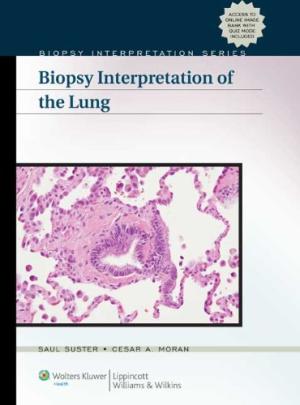 ACCESS TO
ONLINE IMAGE
BANK WITH
QUIZ MODE
INCLUDED
BIOPSY INTERPRETATION SERIES
Biopsy Interpretation of
the Lung
SAUL SUSTER • CESAR A. MORAN
Wolters Kluwer
Health
Lippincott
Williams & Wilkins